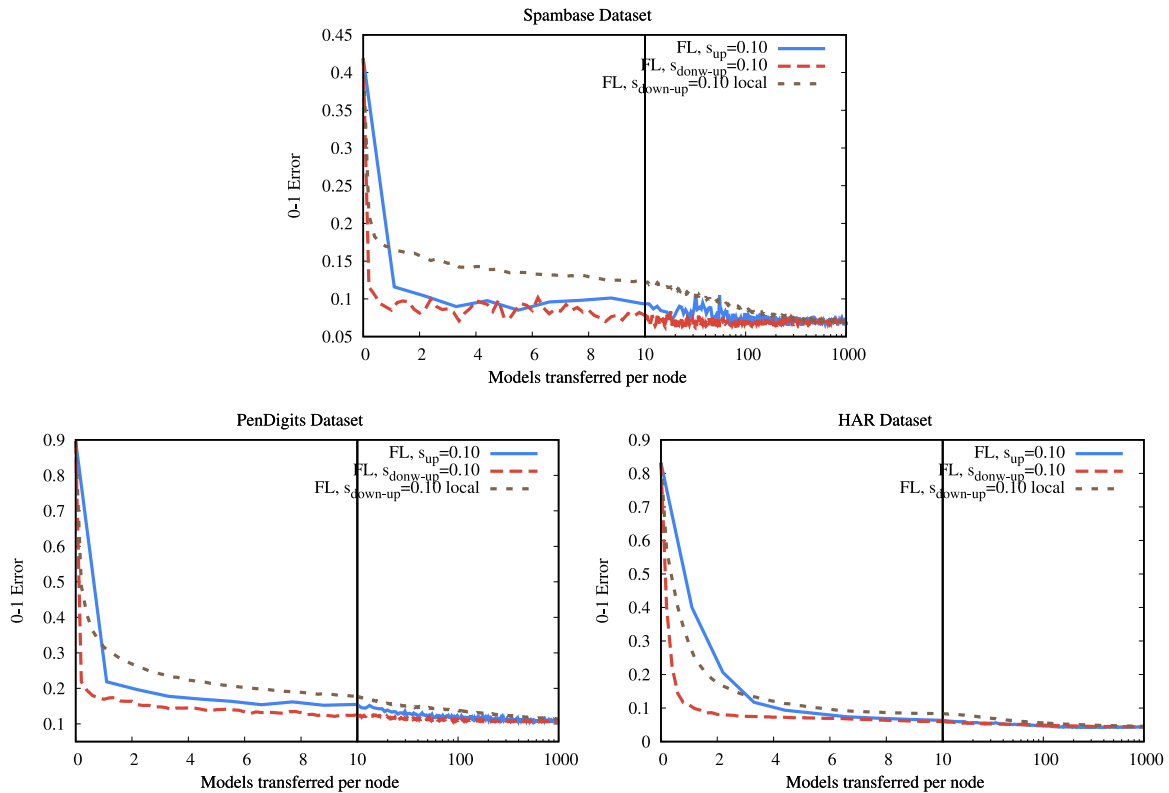 Spambase Dataset
0.45
0.4
0.35
0.3
0.25
0.2
0.15
0.1
0.05
0-1 Error
FL, s_up=0.10
FL, s_donw-up=0.10
FL, s_down-up=0.10 local
0 2 4 6 8 10 100 1000
Models transferred per node
PenDigits Dataset
0.9
0.8
0.7
0.6
0.5
0.4
0.3
0.2
0.1
0-1 Error
FL, s_up=0.10
FL, s_donw-up=0.10
FL, s_down-up=0.10 local
0 2 4 6 8 10 100 1000
Models transferred per node
HAR Dataset
0.9
0.8
0.7
0.6
0.5
0.4
0.3
0.2
0.1
0
0-1 Error
FL, s_up=0.10
FL, s_donw-up=0.10
FL, s_down-up=0.10 local
0 2 4 6 8 10 100 1000
Models transferred per node